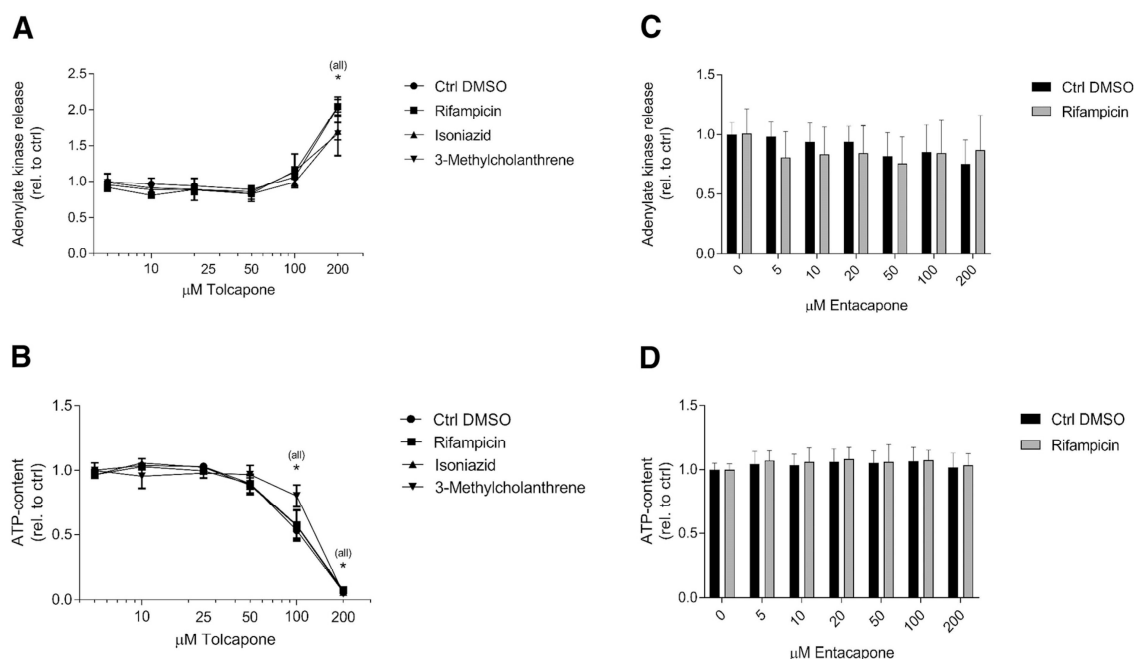 A
Adenylate kinase release
(rel. to ctrl)
2.5
2.0
1.5
1.0
0.5
0.0
10
25
50
100
200
μM Tolcapone
(all)
*
Ctrl DMSO
Rifampicin
Isoniazid
3-Methylcholanthrene
C
Adenylate kinase release
(rel. to ctrl)
1.5
1.0
0.5
0.0
0
5
10
20
50
100
200
μM Entacapone
Ctrl DMSO
Rifampicin
B
ATP-content
(rel. to ctrl)
1.5
1.0
0.5
0.0
10
25
50
100
200
μM Tolcapone
(all)
*
(all)
*
Ctrl DMSO
Rifampicin
Isoniazid
3-Methylcholanthrene
D
ATP-content
(rel. to ctrl)
1.5
1.0
0.5
0.0
0
5
10
20
50
100
200
μM Entacapone
Ctrl DMSO
Rifampicin